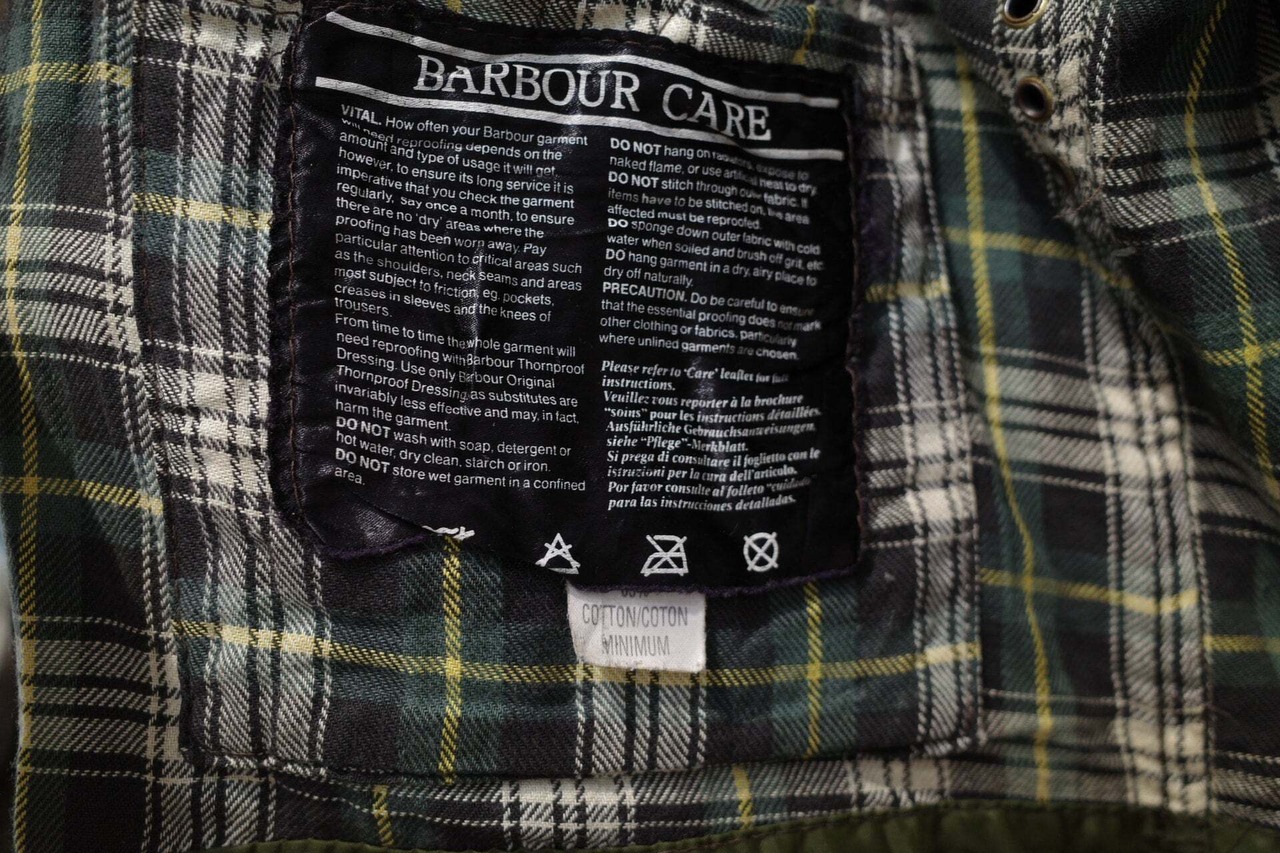 BARBOUR CARE
VITAL. How often your Barbour garment
will need reproofing depends on the
amount and type of usage it will get,
however, to ensure its long service it is
imperative that you check the garment
regularly, say once a month, to ensure
there are no 'dry' areas where the
proofing has been worn away. Pay
particular attention to critical areas such
as the shoulders, neck seams and areas
most subject to friction, eg. pockets,
creases in sleeves and the knees of
trousers.
From time to time the whole garment will
need reproofing with Barbour Thornproof
Dressing. Use only Barbour Original
Thornproof Dressing as substitutes are
invariably less effective and may, in fact,
harm the garment.
DO NOT wash with soap, detergent or
hot water, dry clean, starch or iron.
DO NOT store wet garment in a confined
area.
DO NOT hang on radiators, expose to
naked flame, or use artificial heat to dry.
DO NOT stitch through outer fabric. If
items have to be stitched on, the area
affected must be reproofed.
DO sponge down outer fabric with cold
water when soiled and brush off grit, etc.
DO hang garment in a dry, airy place to
dry off naturally.
PRECAUTION. Do be careful to ensure
that the essential proofing does not mark
other clothing or fabrics, particularly
where unlined garments are chosen.
Please refer to 'Care' leaflet for full
instructions.
Veuillez vous reporter à la brochure
"soins" pour les instructions détaillées.
Ausführliche Gebrauchsanweisungen,
siehe "Pflege"-Merkblatt.
Si prega di consultare il foglietto con le
istruzioni per la cura dell'articolo.
Por favor consulte al folleto "cuidado"
para las instrucciones detalladas.
COTTON/COTON
MINIMUM